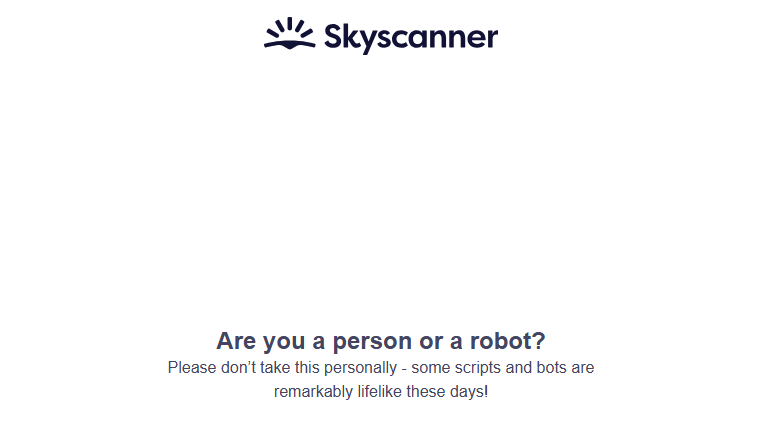 Skyscanner
Are you a person or a robot?
Please don’t take this personally - some scripts and bots are
remarkably lifelike these days!